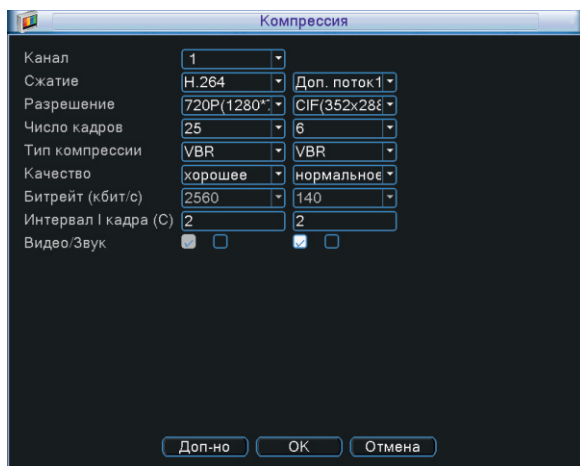 Компрессия
Канал 1
Сжатие H.264 Доп. поток1
Разрешение 720P(1280* CIF(352x288
Число кадров 25 6
Тип компрессии VBR VBR
Качество хорошее нормальное
Битрейт (кбит/с) 2560 140
Интервал I кадра (С) 2 2
Видео/Звук
Доп-но OK Отмена